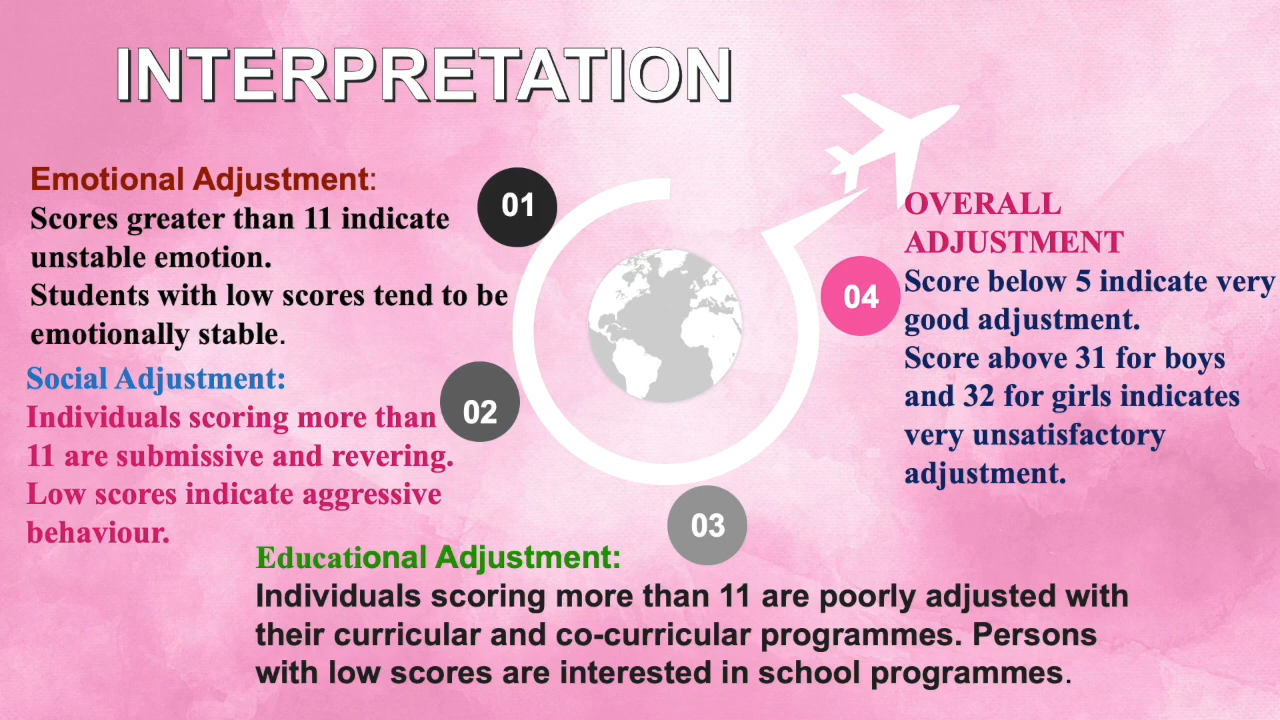 INTERPRETATION
Emotional Adjustment:
Scores greater than 11 indicate
unstable emotion.
Students with low scores tend to be
emotionally stable.
01
Social Adjustment:
Individuals scoring more than
11 are submissive and revering.
Low scores indicate aggressive
behaviour.
02
03
Educational Adjustment:
Individuals scoring more than 11 are poorly adjusted with
their curricular and co-curricular programmes. Persons
with low scores are interested in school programmes.
04
OVERALL
ADJUSTMENT
Score below 5 indicate very
good adjustment.
Score above 31 for boys
and 32 for girls indicates
very unsatisfactory
adjustment.